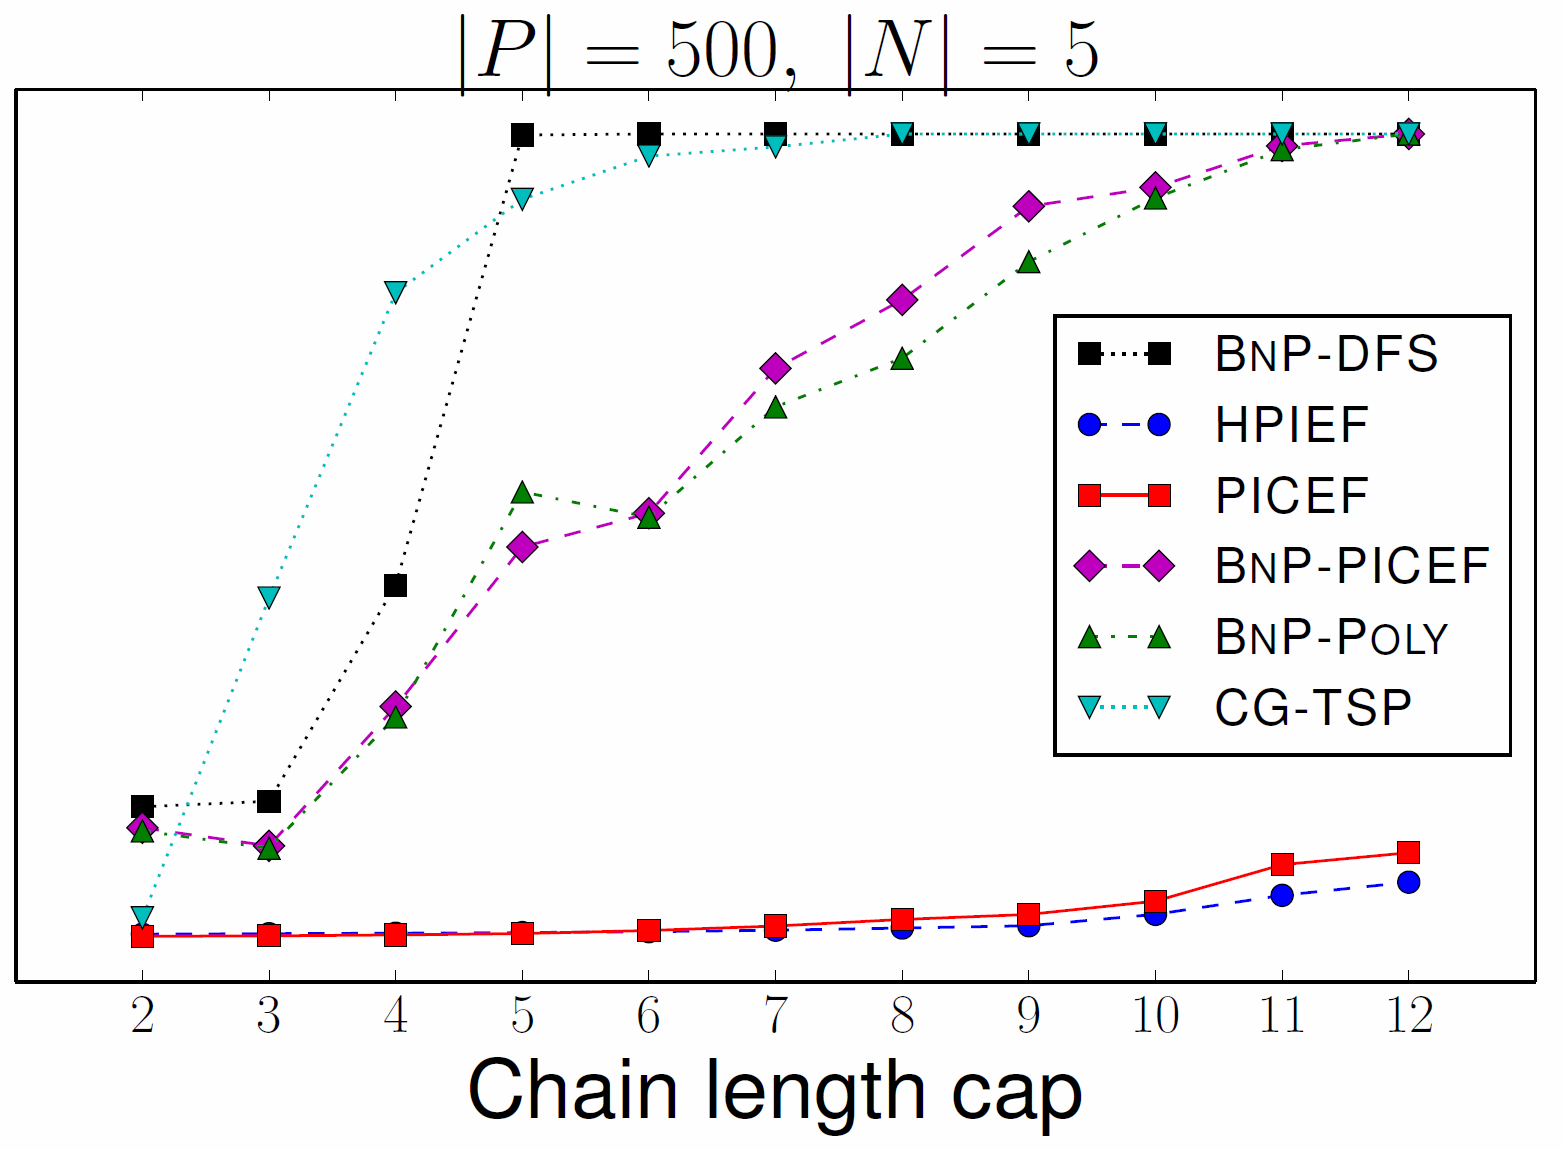 |P| = 500, |N| = 5
BNP-DFS
HPIEF
PICEF
BNP-PICEF
BNP-POLY
CG-TSP
2 3 4 5 6 7 8 9 10 11 12
Chain length cap